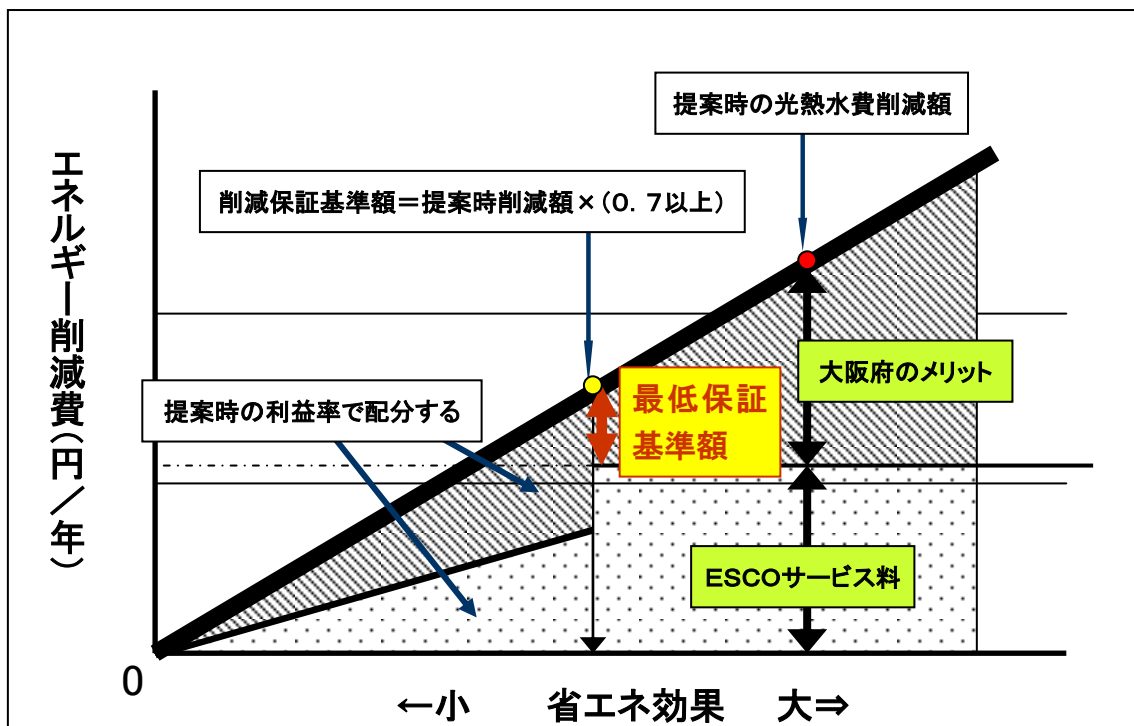 提案時の光熱水費削減額
削減保証基準額＝提案時削減額×（０．７以上）
エネルギー削減費（円／年）
提案時の利益率で配分する
最低保証
基準額
大阪府のメリット
ESCOサービス料
0
←小　省エネ効果　大⇒